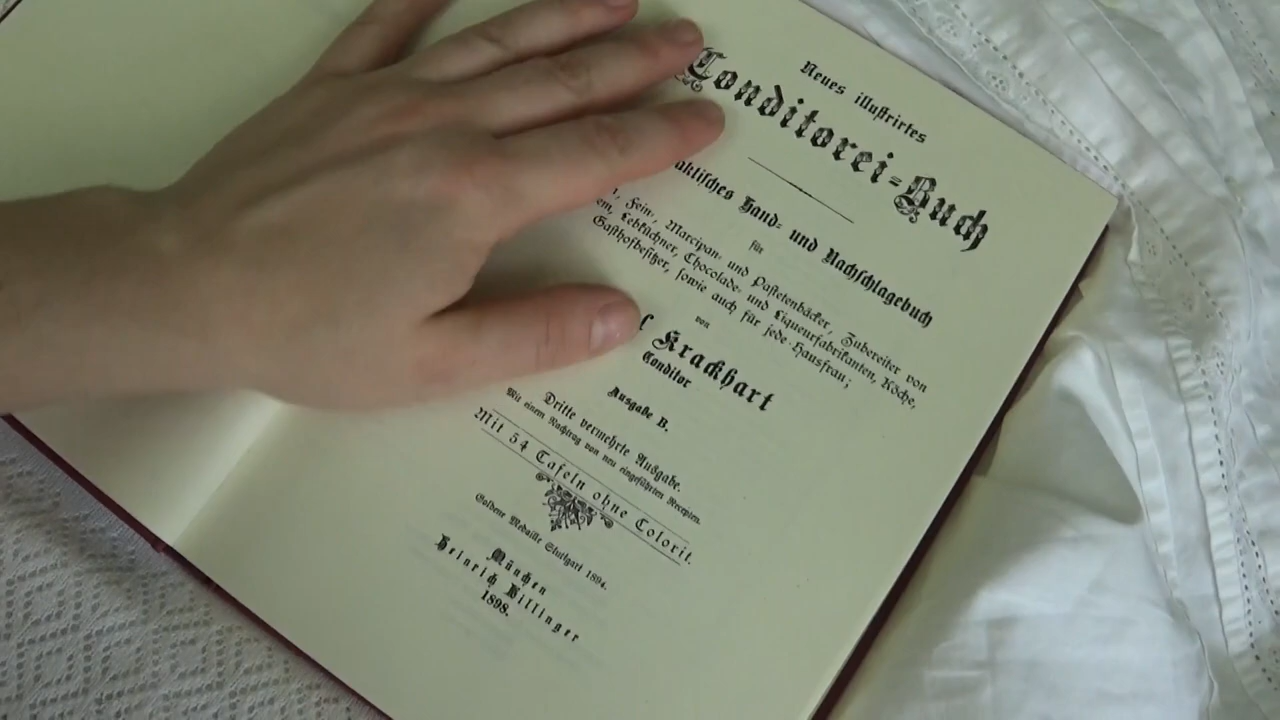 Neues illustrirtes
Conditorei-Buch
Hand- und Nachschlagebuch
für
Fein-, Marcipan- und Pastetenbäcker, Zubereiter von
Lebküchner, Chocolade- und Liqueurfabrikanten, Köche,
Gasthofbesitzer, sowie auch für jede Hausfrau;
von
Krackhart
Conditor
Ausgabe B.
Dritte vermehrte Ausgabe.
Mit einem Nachtrag von neu eingeführten Recepten.
Mit 54 Tafeln ohne Colorit.
Goldene Medaille Stuttgart 1894.
München
Heinrich Killinger
1898.